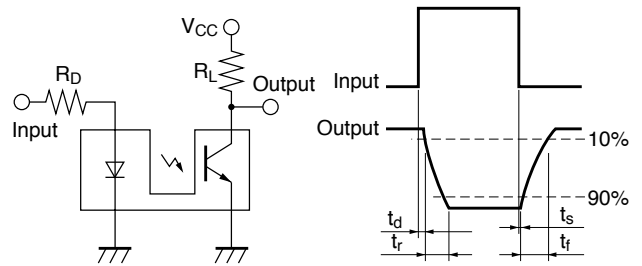 V_CC
R_D
R_L
Output
Input
Input
Output
10%
90%
t_d
t_s
t_r
t_f